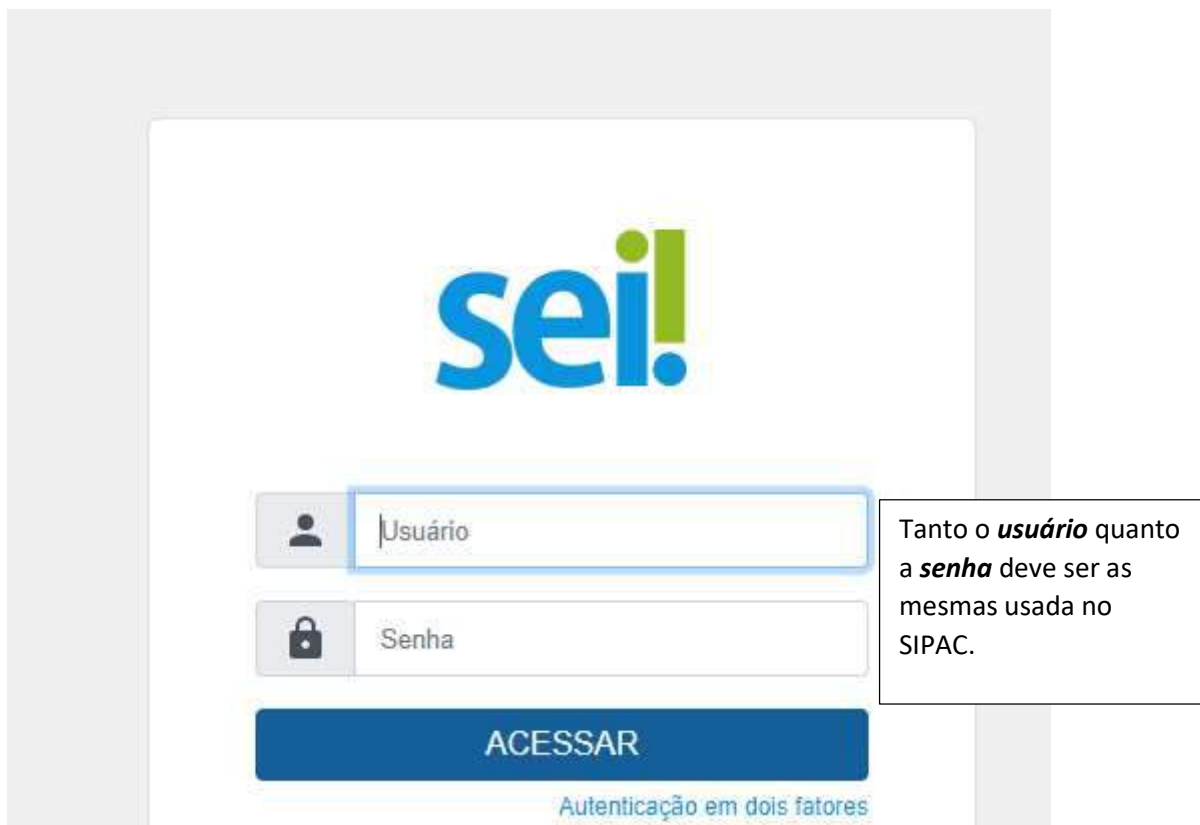 sei!
Usuário
Tanto o usuário quanto
a senha deve ser as
mesmas usada no
SIPAC.
Senha
ACESSAR
Autenticação em dois fatores